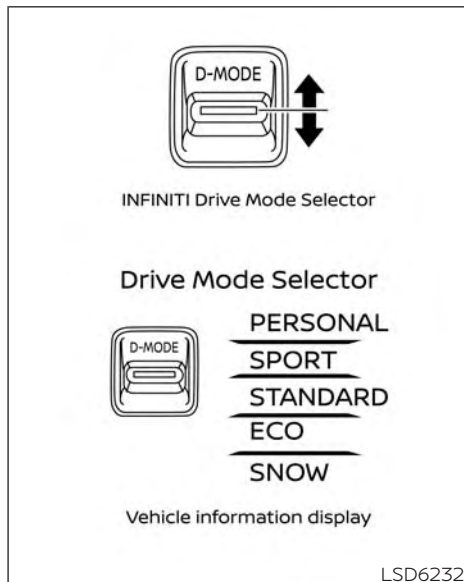 D-MODE
INFINITI Drive Mode Selector
Drive Mode Selector
D-MODE
PERSONAL
SPORT
STANDARD
ECO
SNOW
Vehicle information display
LSD6232